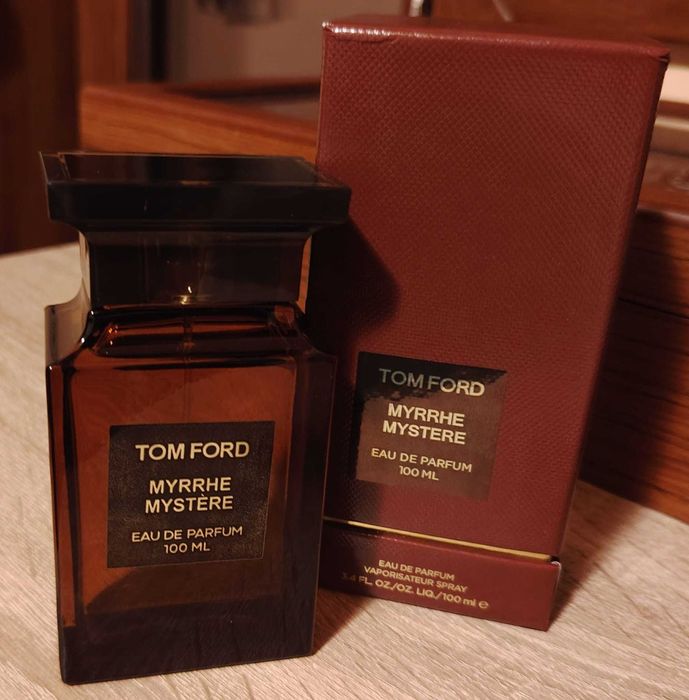 TOM FORD
MYRRHE
MYSTÈRE
EAU DE PARFUM
100 ML
TOM FORD
MYRRHE
MYSTERE
EAU DE PARFUM
100 ML
EAU DE PARFUM
VAPORISATEUR SPRAY
3.4 FL. OZ./OZ. LIQ./100 ml e